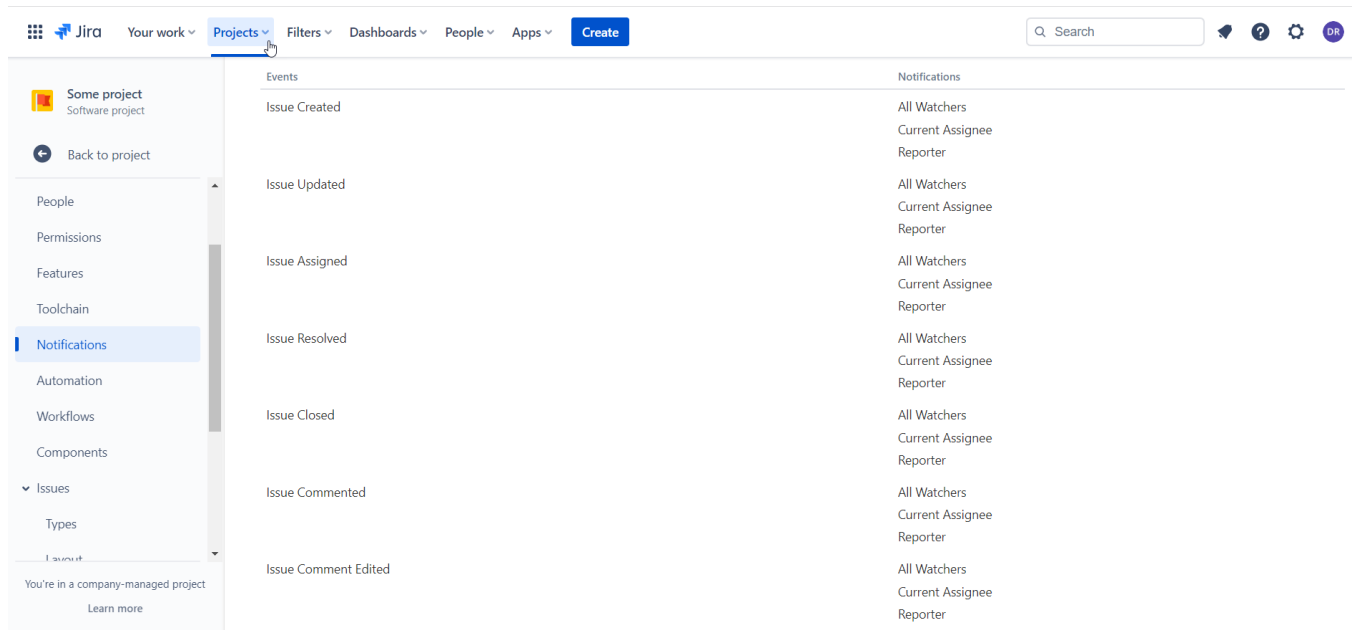 Jira Your work Projects Filters Dashboards People Apps Create Search DR
Some project
Software project
Back to project
People
Permissions
Features
Toolchain
Notifications
Automation
Workflows
Components
Issues
Types
Layout
You're in a company-managed project
Learn more
Events Notifications
Issue Created All Watchers
Current Assignee
Reporter
Issue Updated All Watchers
Current Assignee
Reporter
Issue Assigned All Watchers
Current Assignee
Reporter
Issue Resolved All Watchers
Current Assignee
Reporter
Issue Closed All Watchers
Current Assignee
Reporter
Issue Commented All Watchers
Current Assignee
Reporter
Issue Comment Edited All Watchers
Current Assignee
Reporter